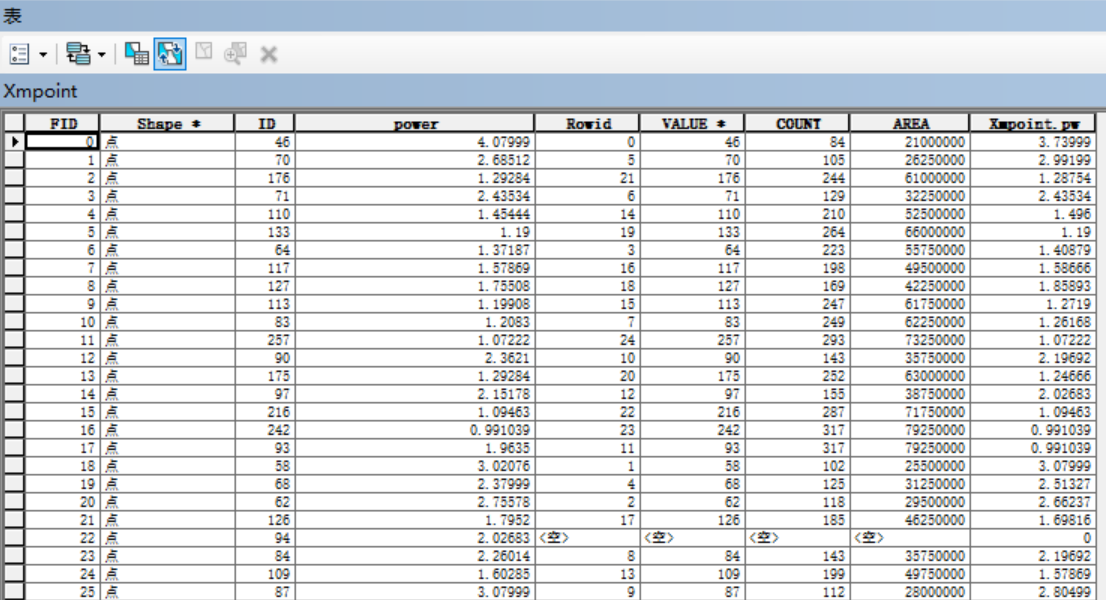 表
Xmpoint
FID Shape * ID power Rowid VALUE * COUNT AREA Xmpoint.pw
0 点 46 4.07999 0 46 84 21000000 3.73999
1 点 70 2.68512 5 70 105 26250000 2.99199
2 点 176 1.29284 21 176 244 61000000 1.28754
3 点 71 2.43534 6 71 129 32250000 2.43534
4 点 110 1.45444 14 110 210 52500000 1.496
5 点 133 1.19 19 133 264 66000000 1.19
6 点 64 1.37187 3 64 223 55750000 1.40879
7 点 117 1.57869 16 117 198 49500000 1.58666
8 点 127 1.75508 18 127 169 42250000 1.85893
9 点 113 1.19908 15 113 247 61750000 1.2719
10 点 83 1.2083 7 83 249 62250000 1.26168
11 点 257 1.07222 24 257 293 73250000 1.07222
12 点 90 2.3621 10 90 143 35750000 2.19692
13 点 175 1.29284 20 175 252 63000000 1.24666
14 点 97 2.15178 12 97 155 38750000 2.02683
15 点 216 1.09463 22 216 287 71750000 1.09463
16 点 242 0.991039 23 242 317 79250000 0.991039
17 点 93 1.9635 11 93 317 79250000 0.991039
18 点 58 3.02076 1 58 102 25500000 3.07999
19 点 68 2.37999 4 68 125 31250000 2.51327
20 点 62 2.75578 2 62 118 29500000 2.66237
21 点 126 1.7952 17 126 185 46250000 1.69816
22 点 94 2.02683 <空> <空> <空> <空> 0
23 点 84 2.26014 8 84 143 35750000 2.19692
24 点 109 1.60285 13 109 199 49750000 1.57869
25 点 87 3.07999 9 87 112 28000000 2.80499